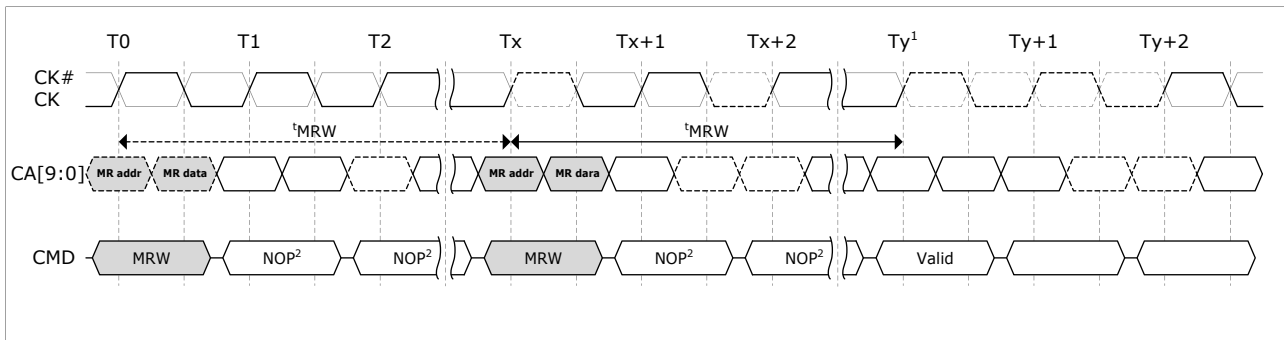 T0 T1 T2 Tx Tx+1 Tx+2 Ty¹ Ty+1 Ty+2
CK#
CK
ᵗMRW ᵗMRW
CA[9:0] MR addr MR data MR addr MR dara
CMD MRW NOP² NOP² MRW NOP² NOP² Valid